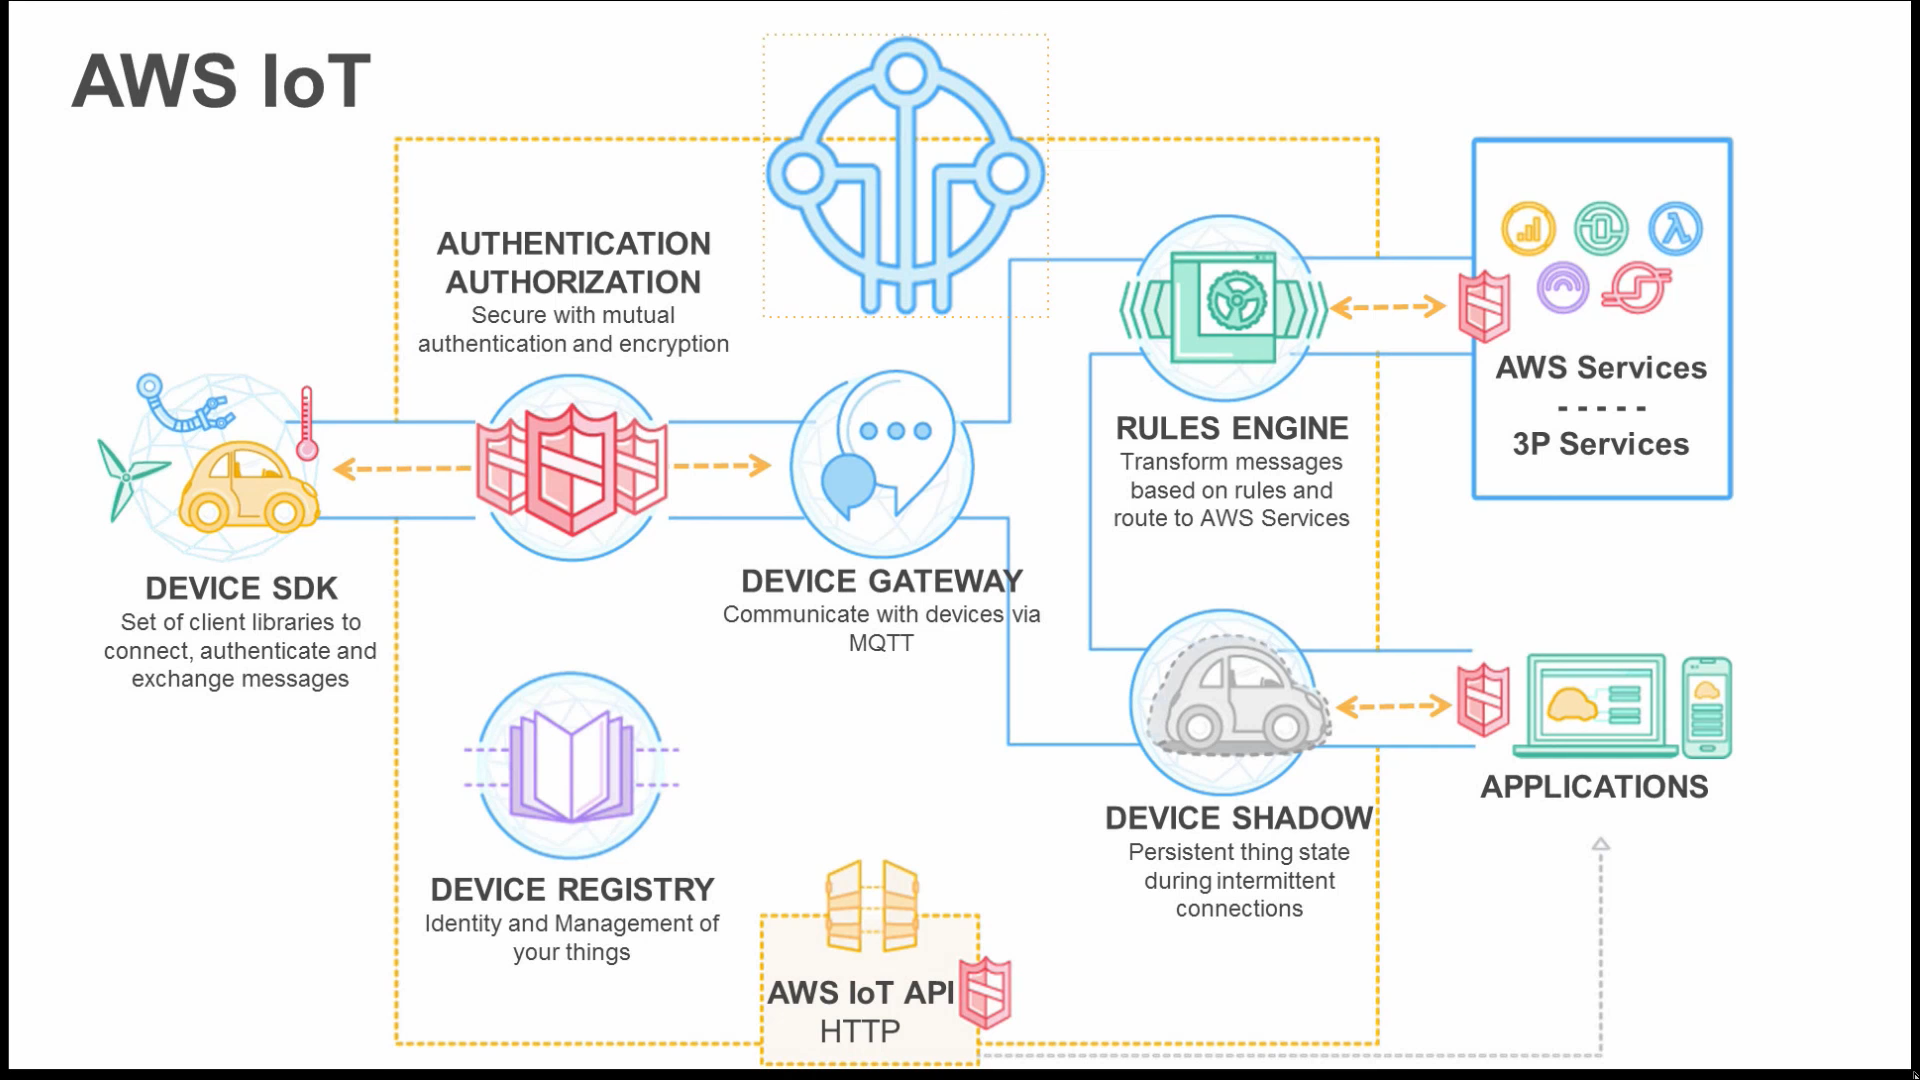 AWS IoT
AUTHENTICATION
AUTHORIZATION
Secure with mutual
authentication and encryption
DEVICE SDK
Set of client libraries to
connect, authenticate and
exchange messages
DEVICE GATEWAY
Communicate with devices via
MQTT
RULES ENGINE
Transform messages
based on rules and
route to AWS Services
AWS Services
-----
3P Services
DEVICE REGISTRY
Identity and Management of
your things
DEVICE SHADOW
Persistent thing state
during intermittent
connections
APPLICATIONS
AWS IoT API
HTTP